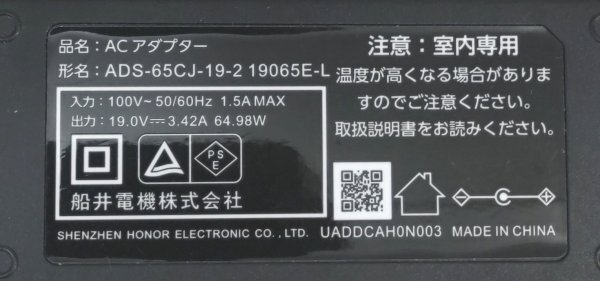 品名：ACアダプター
形名：ADS-65CJ-19-2 19065E-L
入力：100V~ 50/60Hz 1.5A MAX
出力：19.0V⎓3.42A 64.98W
PS
E
船井電機株式会社
SHENZHEN HONOR ELECTRONIC CO., LTD.
注意：室内専用
温度が高くなる場合がありま
すのでご注意ください。
取扱説明書をお読みください。
UADDCAH0N003 MADE IN CHINA